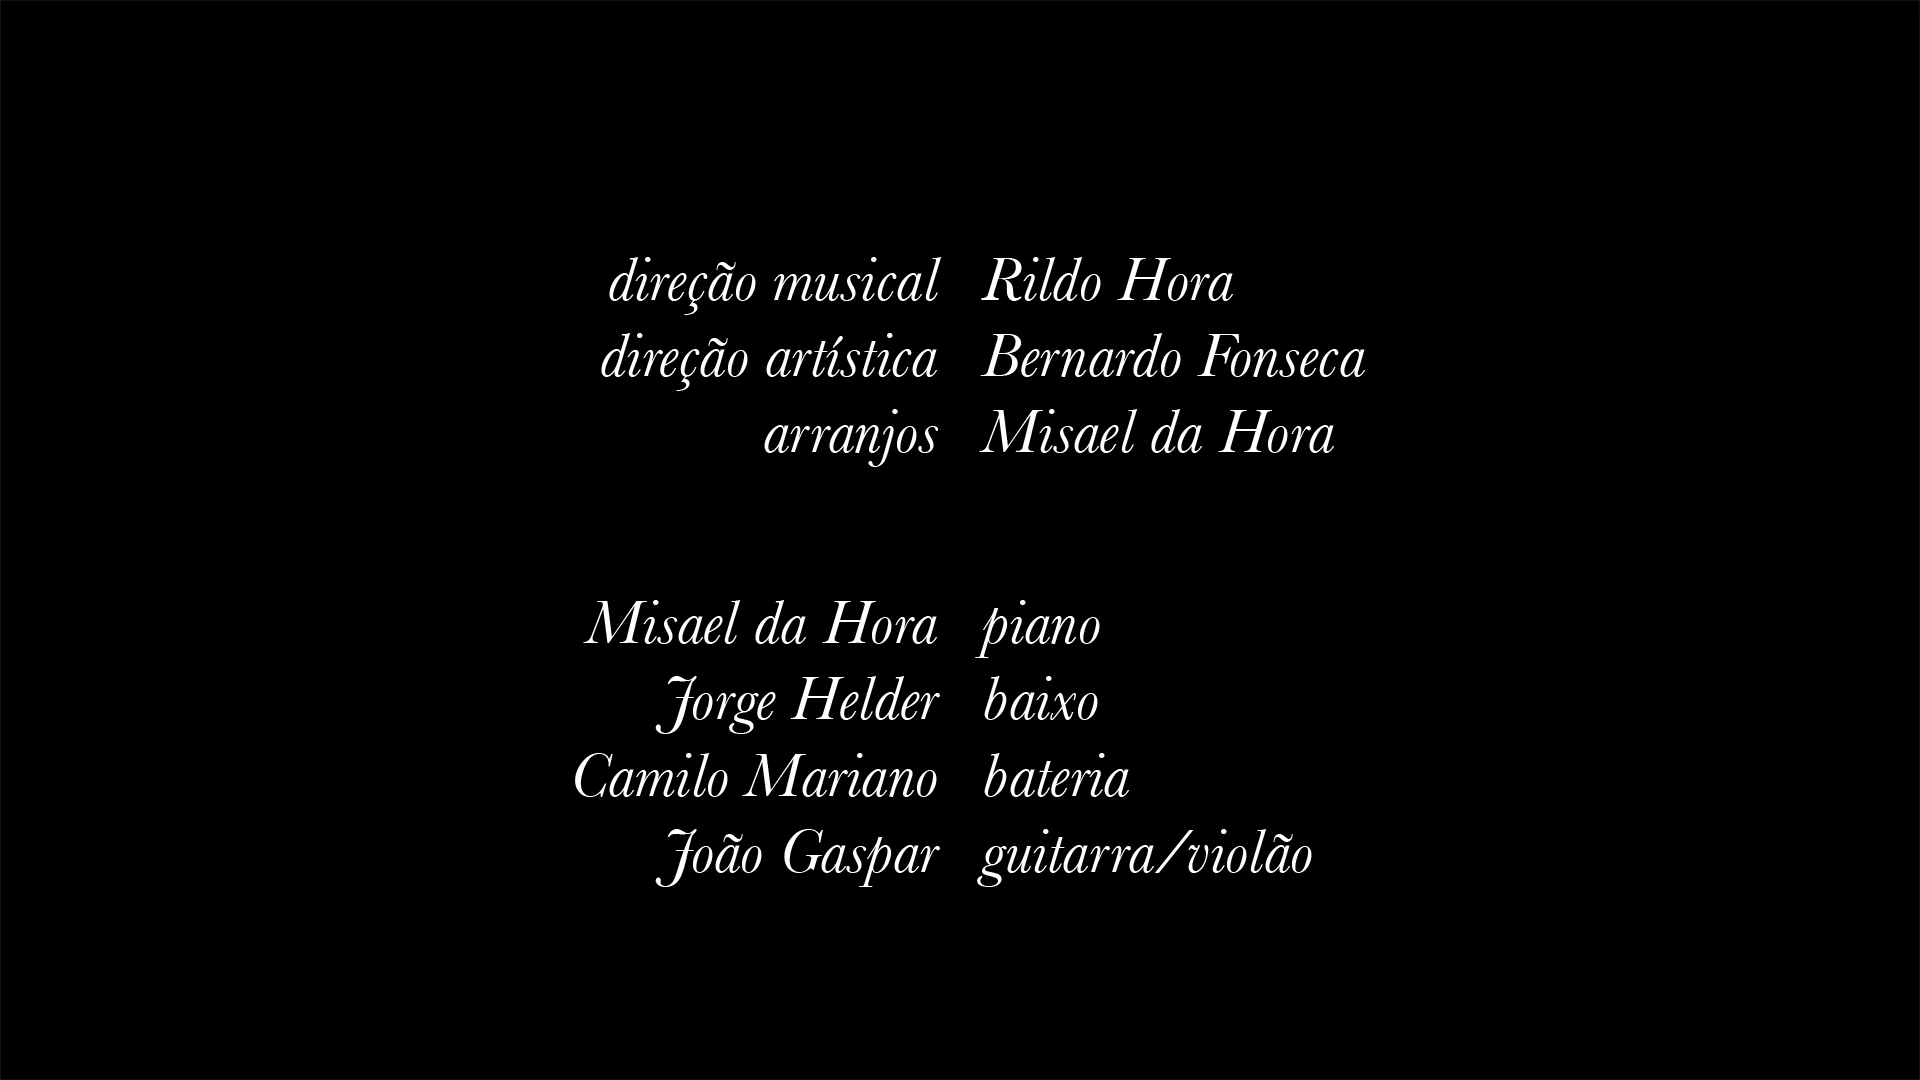 direção musical Rildo Hora
direção artística Bernardo Fonseca
arranjos Misael da Hora
Misael da Hora piano
Jorge Helder baixo
Camilo Mariano bateria
João Gaspar guitarra/violão